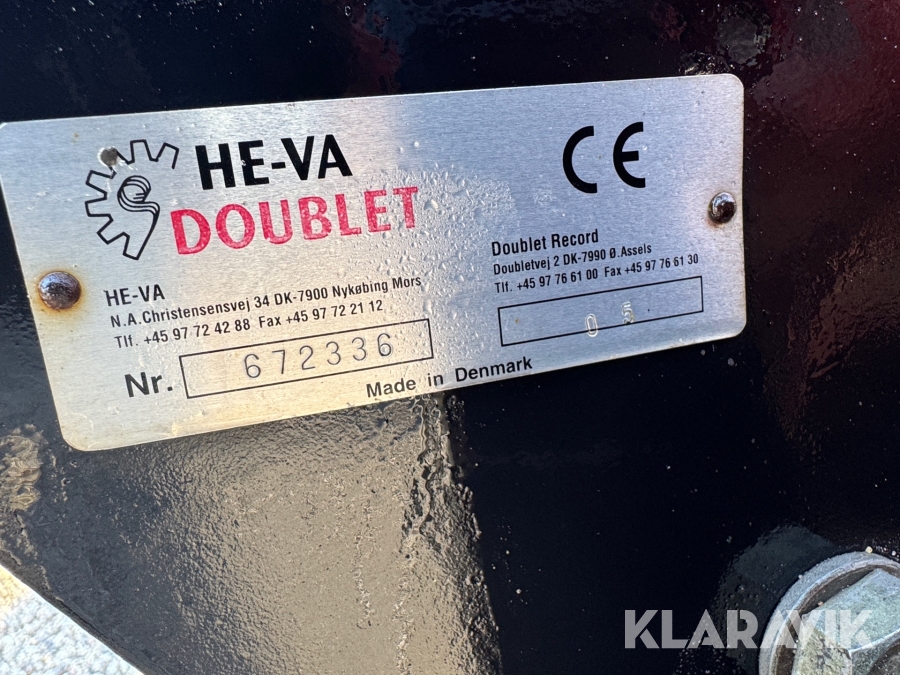 HE-VA
DOUBLET
CE
HE-VA
N.A.Christensensvej 34 DK-7900 Nykøbing Mors
Tlf. +45 97 72 42 88 Fax +45 97 72 21 12
Nr. 672336
Doublet Record
Doubletvej 2 DK-7990 Ø.Assels
Tlf. +45 97 76 61 00 Fax +45 97 76 61 30
05
Made in Denmark
KLARAVIK